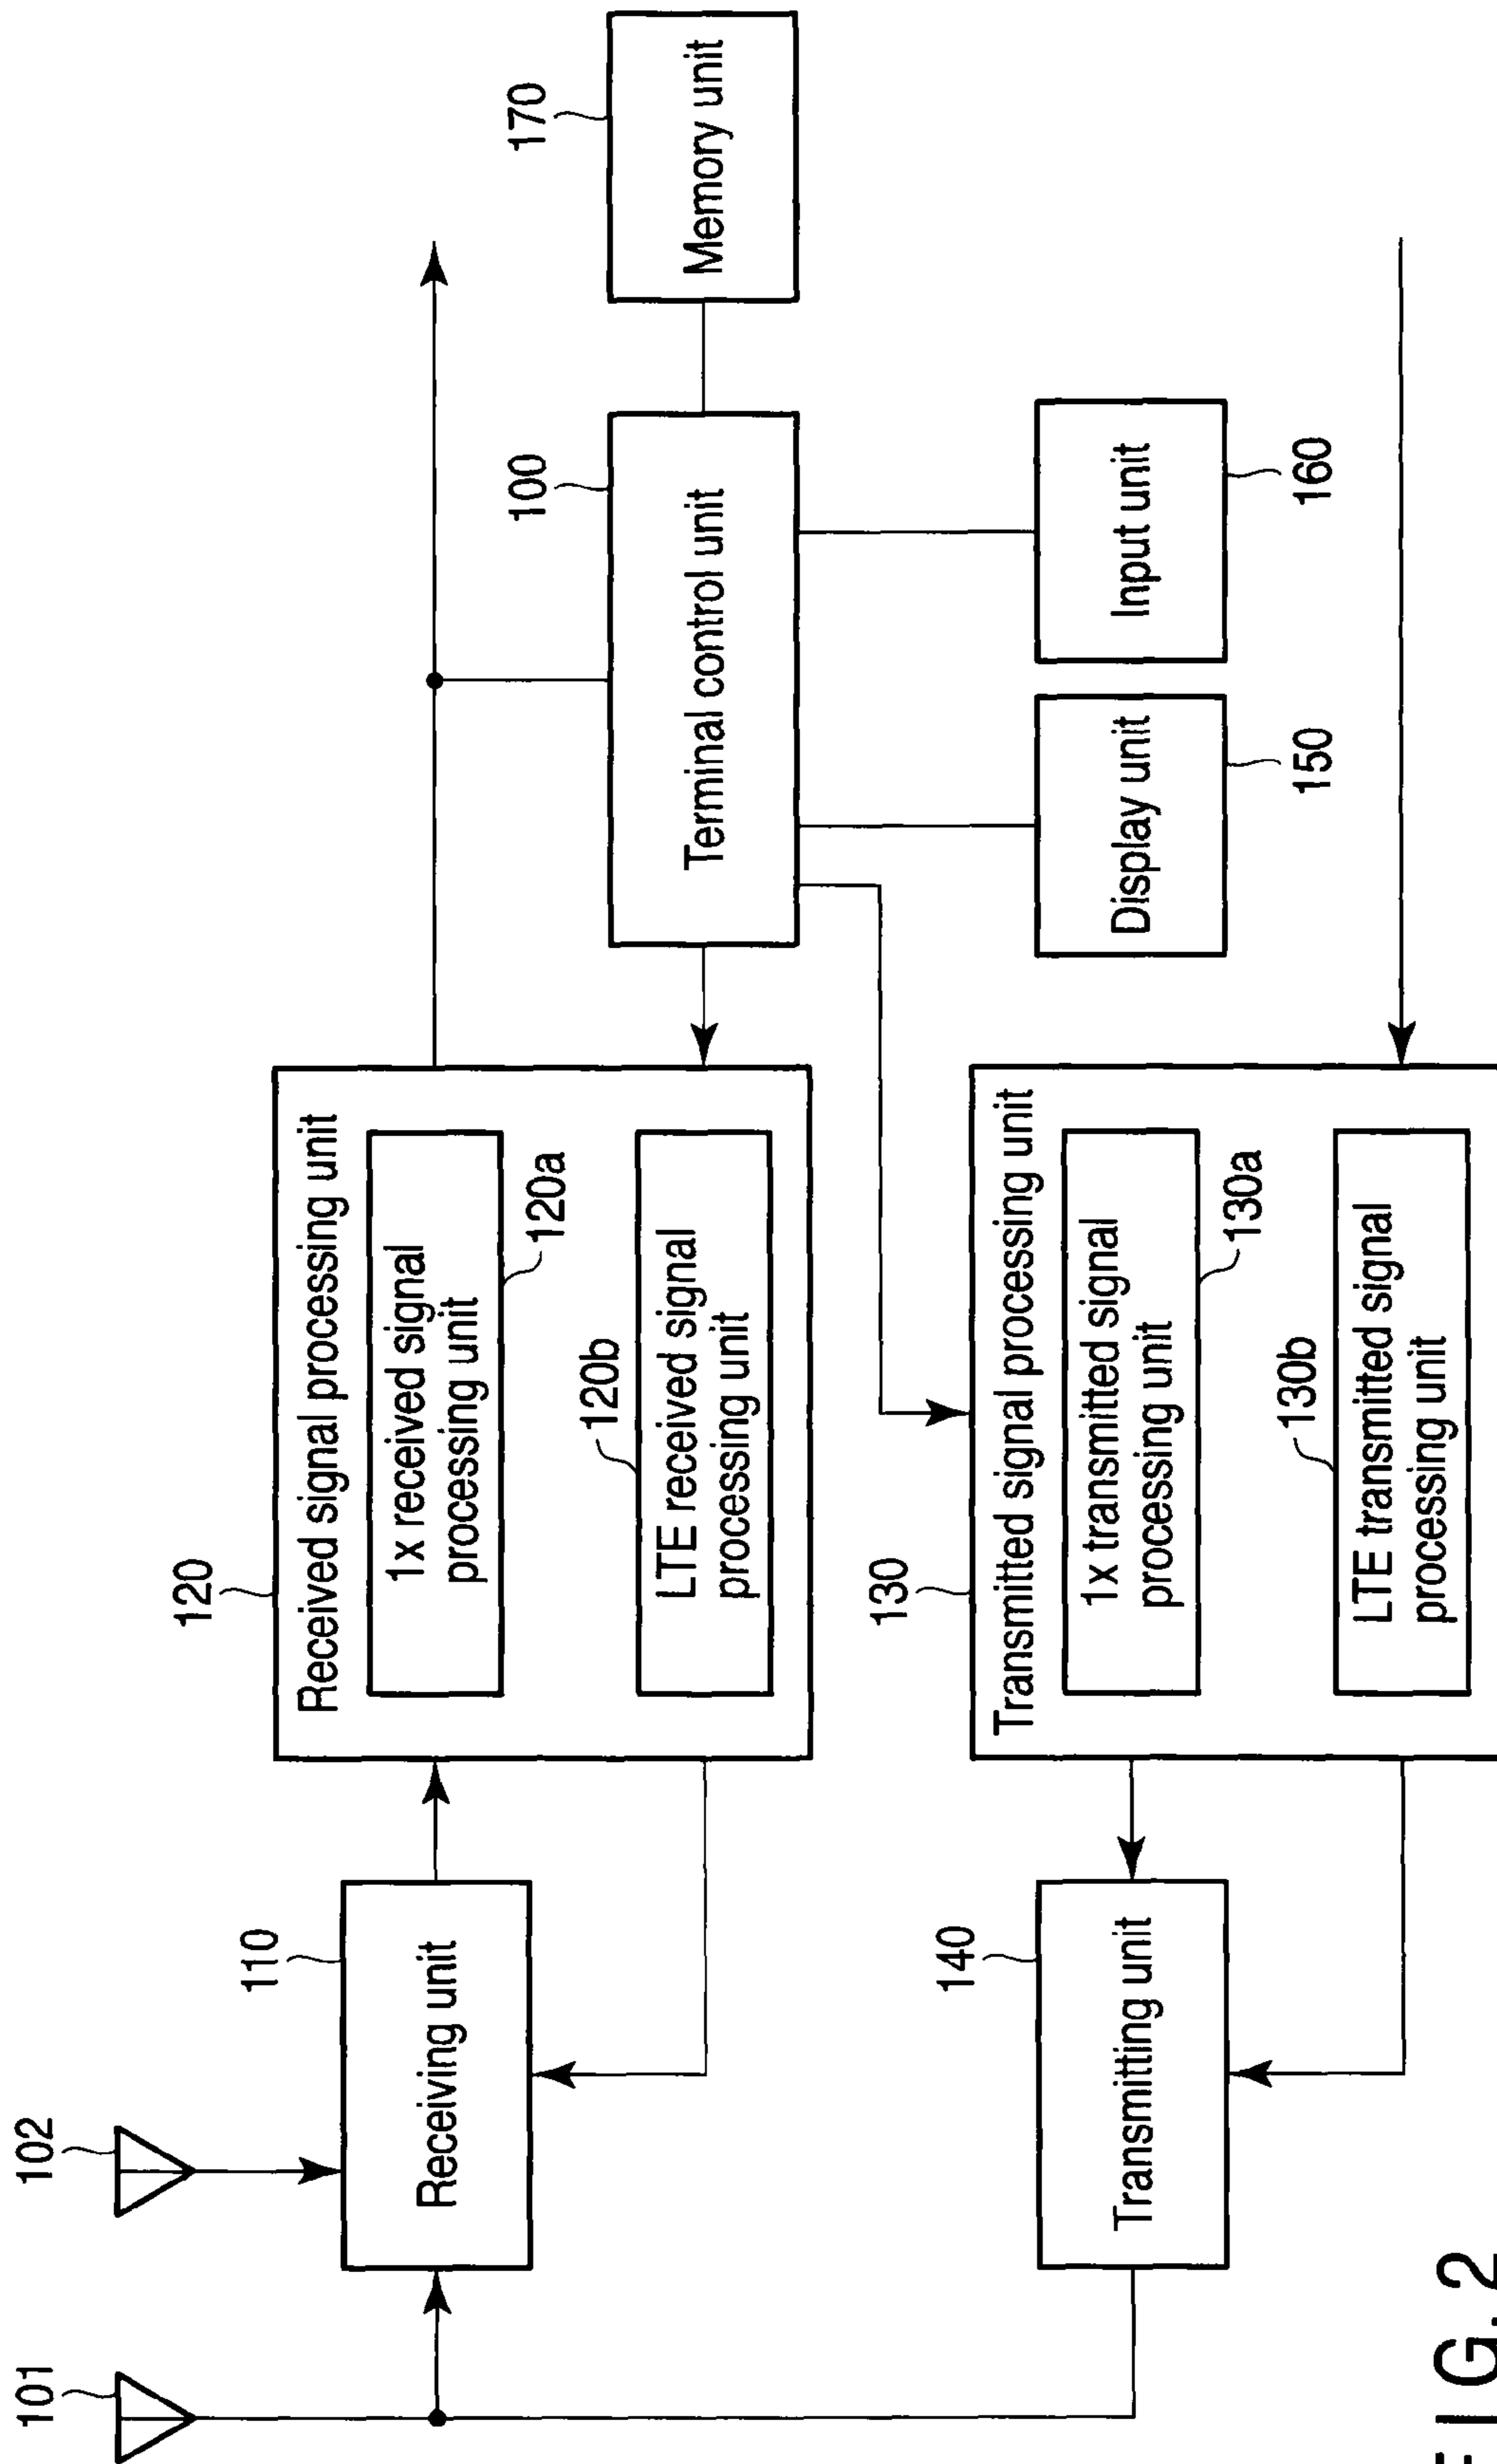 101
102
110
Receiving unit
120
Received signal processing unit
1x received signal
processing unit
120a
120b
LTE received signal
processing unit
100
Terminal control unit
170
Memory unit
140
Transmitting unit
130
Transmitted signal processing unit
1x transmitted signal
processing unit
130a
130b
LTE transmitted signal
processing unit
Display unit
150
Input unit
160
FIG. 2